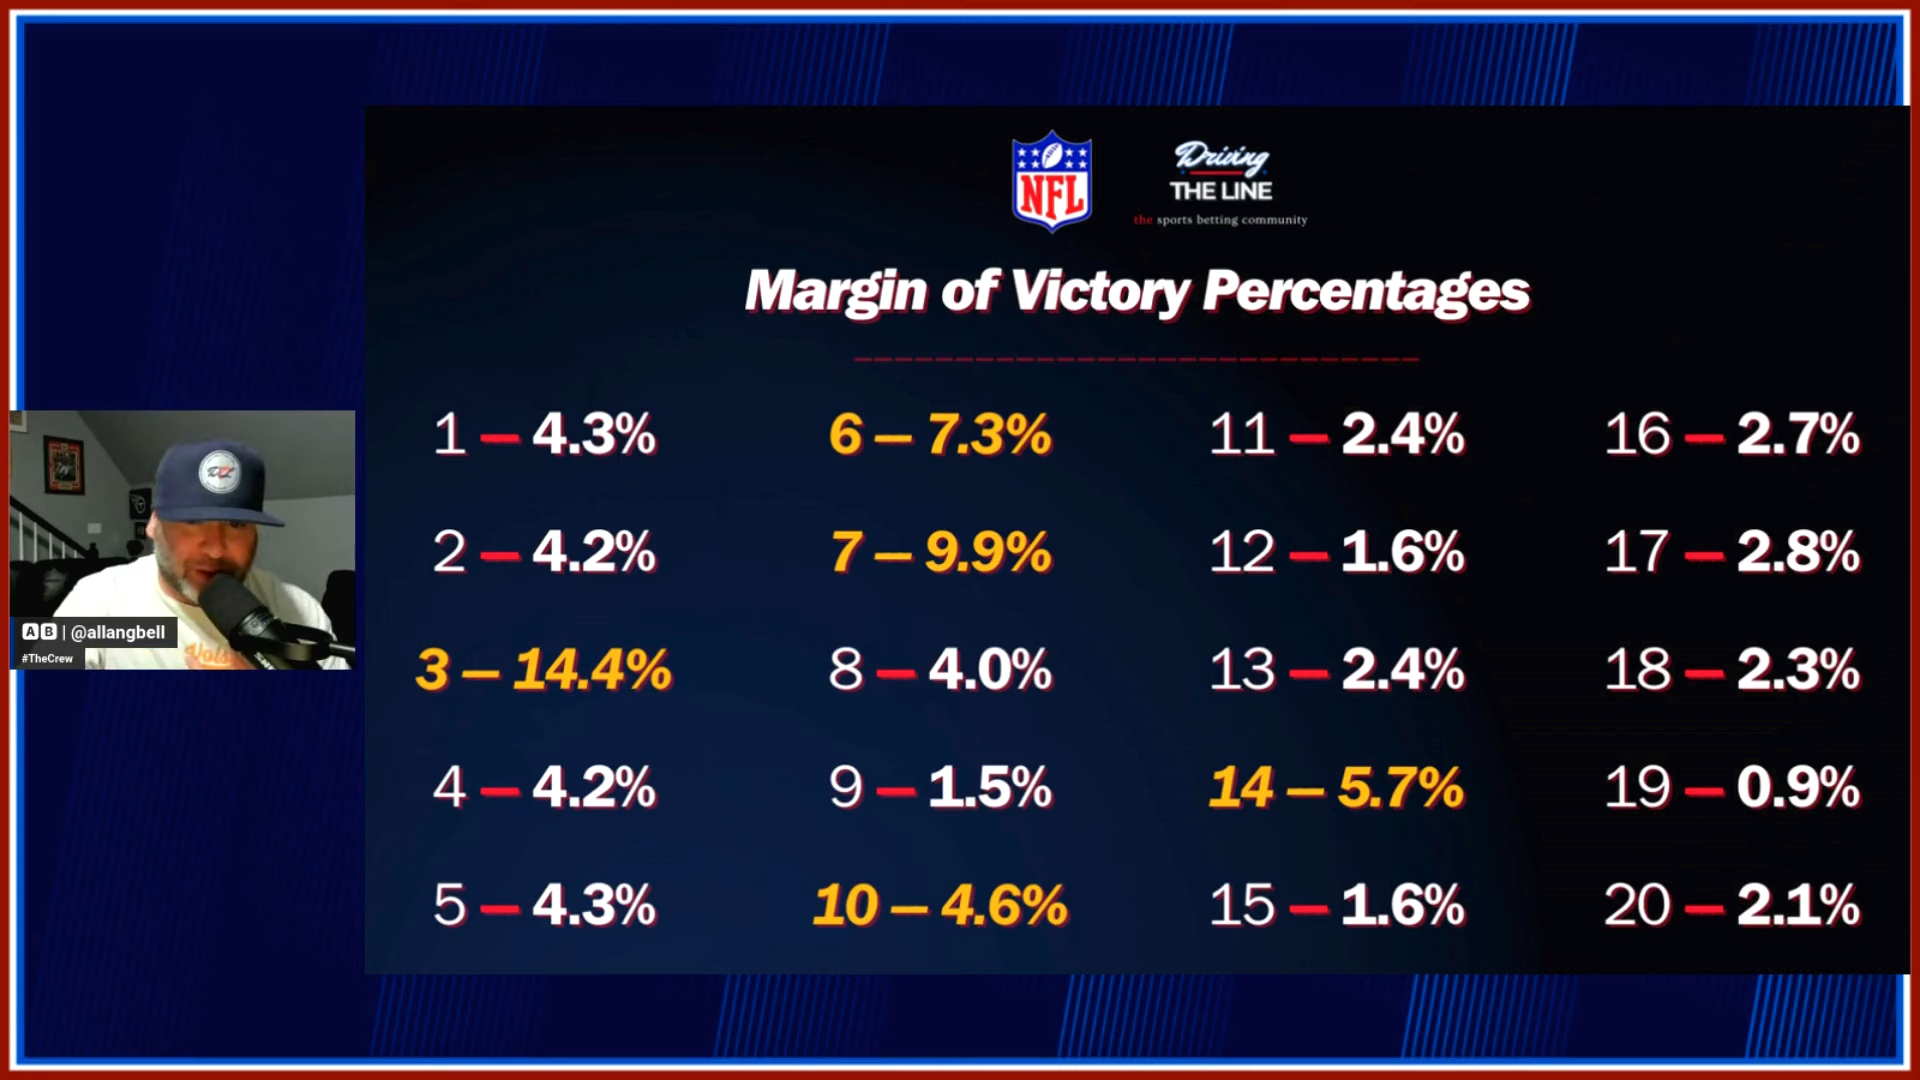 NFL
Driving
THE LINE
the sports betting community
Margin of Victory Percentages
1 — 4.3%
2 — 4.2%
3 — 14.4%
4 — 4.2%
5 — 4.3%
6 — 7.3%
7 — 9.9%
8 — 4.0%
9 — 1.5%
10 — 4.6%
11 — 2.4%
12 — 1.6%
13 — 2.4%
14 — 5.7%
15 — 1.6%
16 — 2.7%
17 — 2.8%
18 — 2.3%
19 — 0.9%
20 — 2.1%
🅰🅱 | @allangbell
#TheCrew